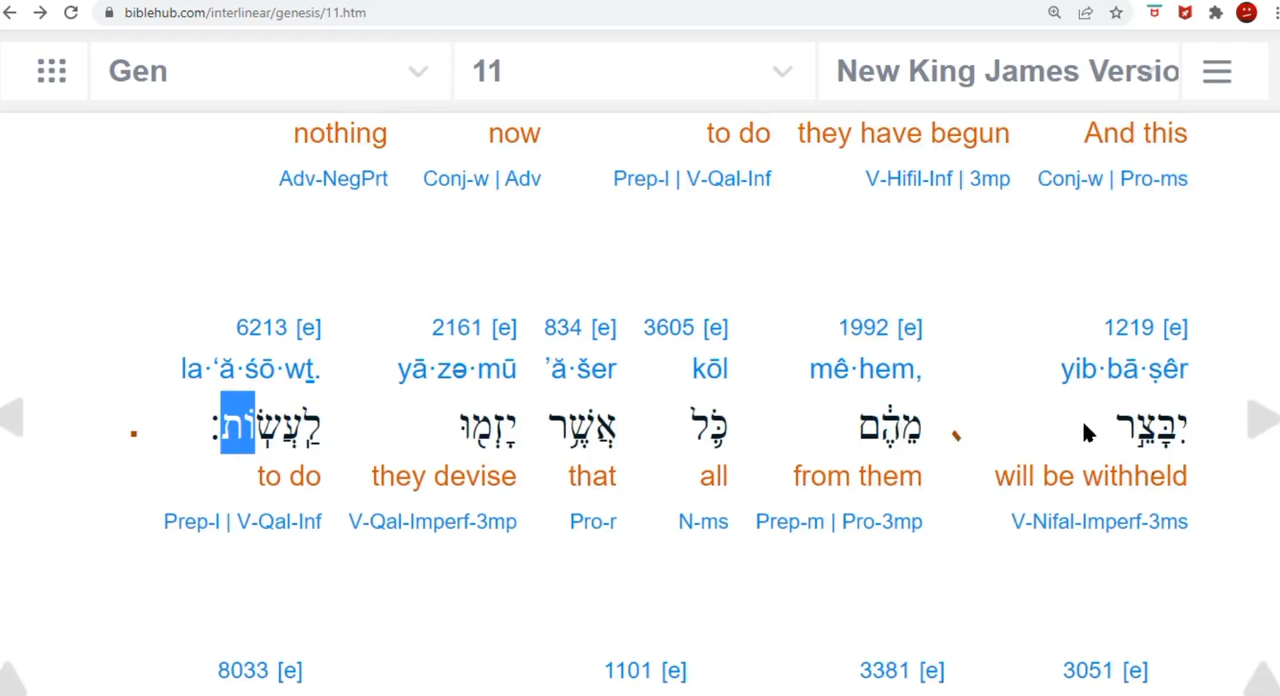 biblehub.com/interlinear/genesis/11.htm
Gen 11 New King James Versio
nothing now to do they have begun And this
Adv-NegPrt Conj-w | Adv Prep-l | V-Qal-Inf V-Hifil-Inf | 3mp Conj-w | Pro-ms
6213 [e] 2161 [e] 834 [e] 3605 [e] 1992 [e] 1219 [e]
la·‘ă·śō·wṯ. yā·zə·mū ’ă·šer kōl mê·hem, yib·bā·ṣêr
יִבָּצֵ֣ר מֵהֶ֔ם כֹּ֛ל אֲשֶׁ֥ר יָזְמ֖וּ לַֽעֲשֽׂוֹת׃
. to do they devise that all from them 、 will be withheld
Prep-l | V-Qal-Inf V-Qal-Imperf-3mp Pro-r N-ms Prep-m | Pro-3mp V-Nifal-Imperf-3ms
8033 [e] 1101 [e] 3381 [e] 3051 [e]